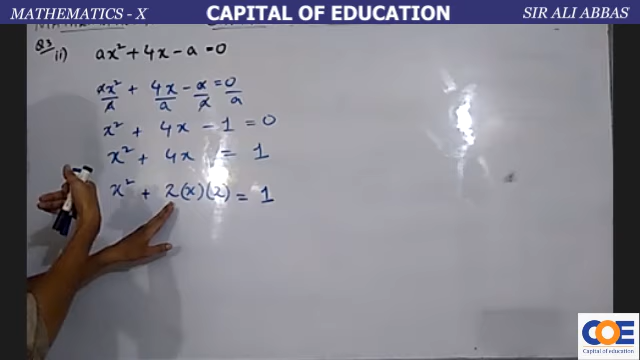 MATHEMATICS - X CAPITAL OF EDUCATION SIR ALI ABBAS
Q3 ii) ax² + 4x - a = 0
ax²/a + 4x/a - a/a = 0/a
x² + 4x - 1 = 0
x² + 4x = 1
x² + 2(x)(2) = 1
COE
Capital of education